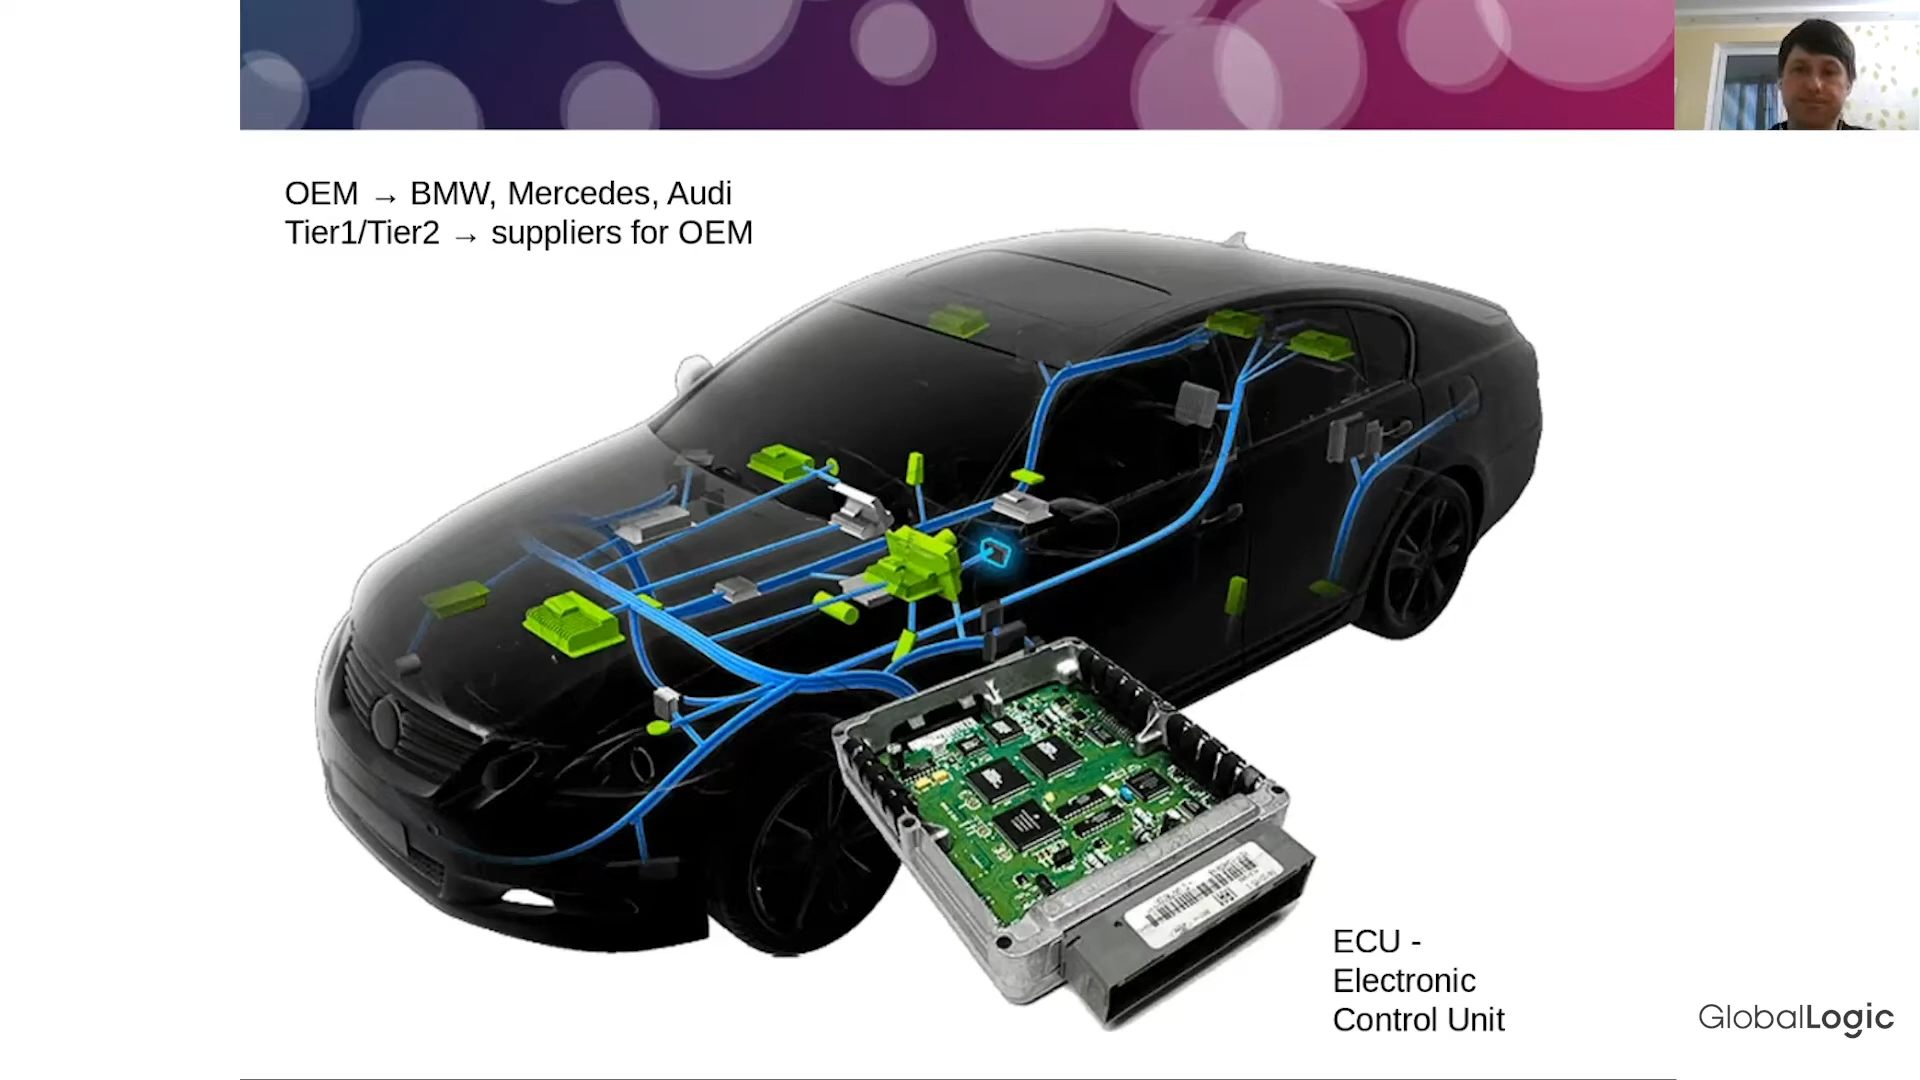 OEM → BMW, Mercedes, Audi
Tier1/Tier2 → suppliers for OEM
ECU -
Electronic
Control Unit
GlobalLogic